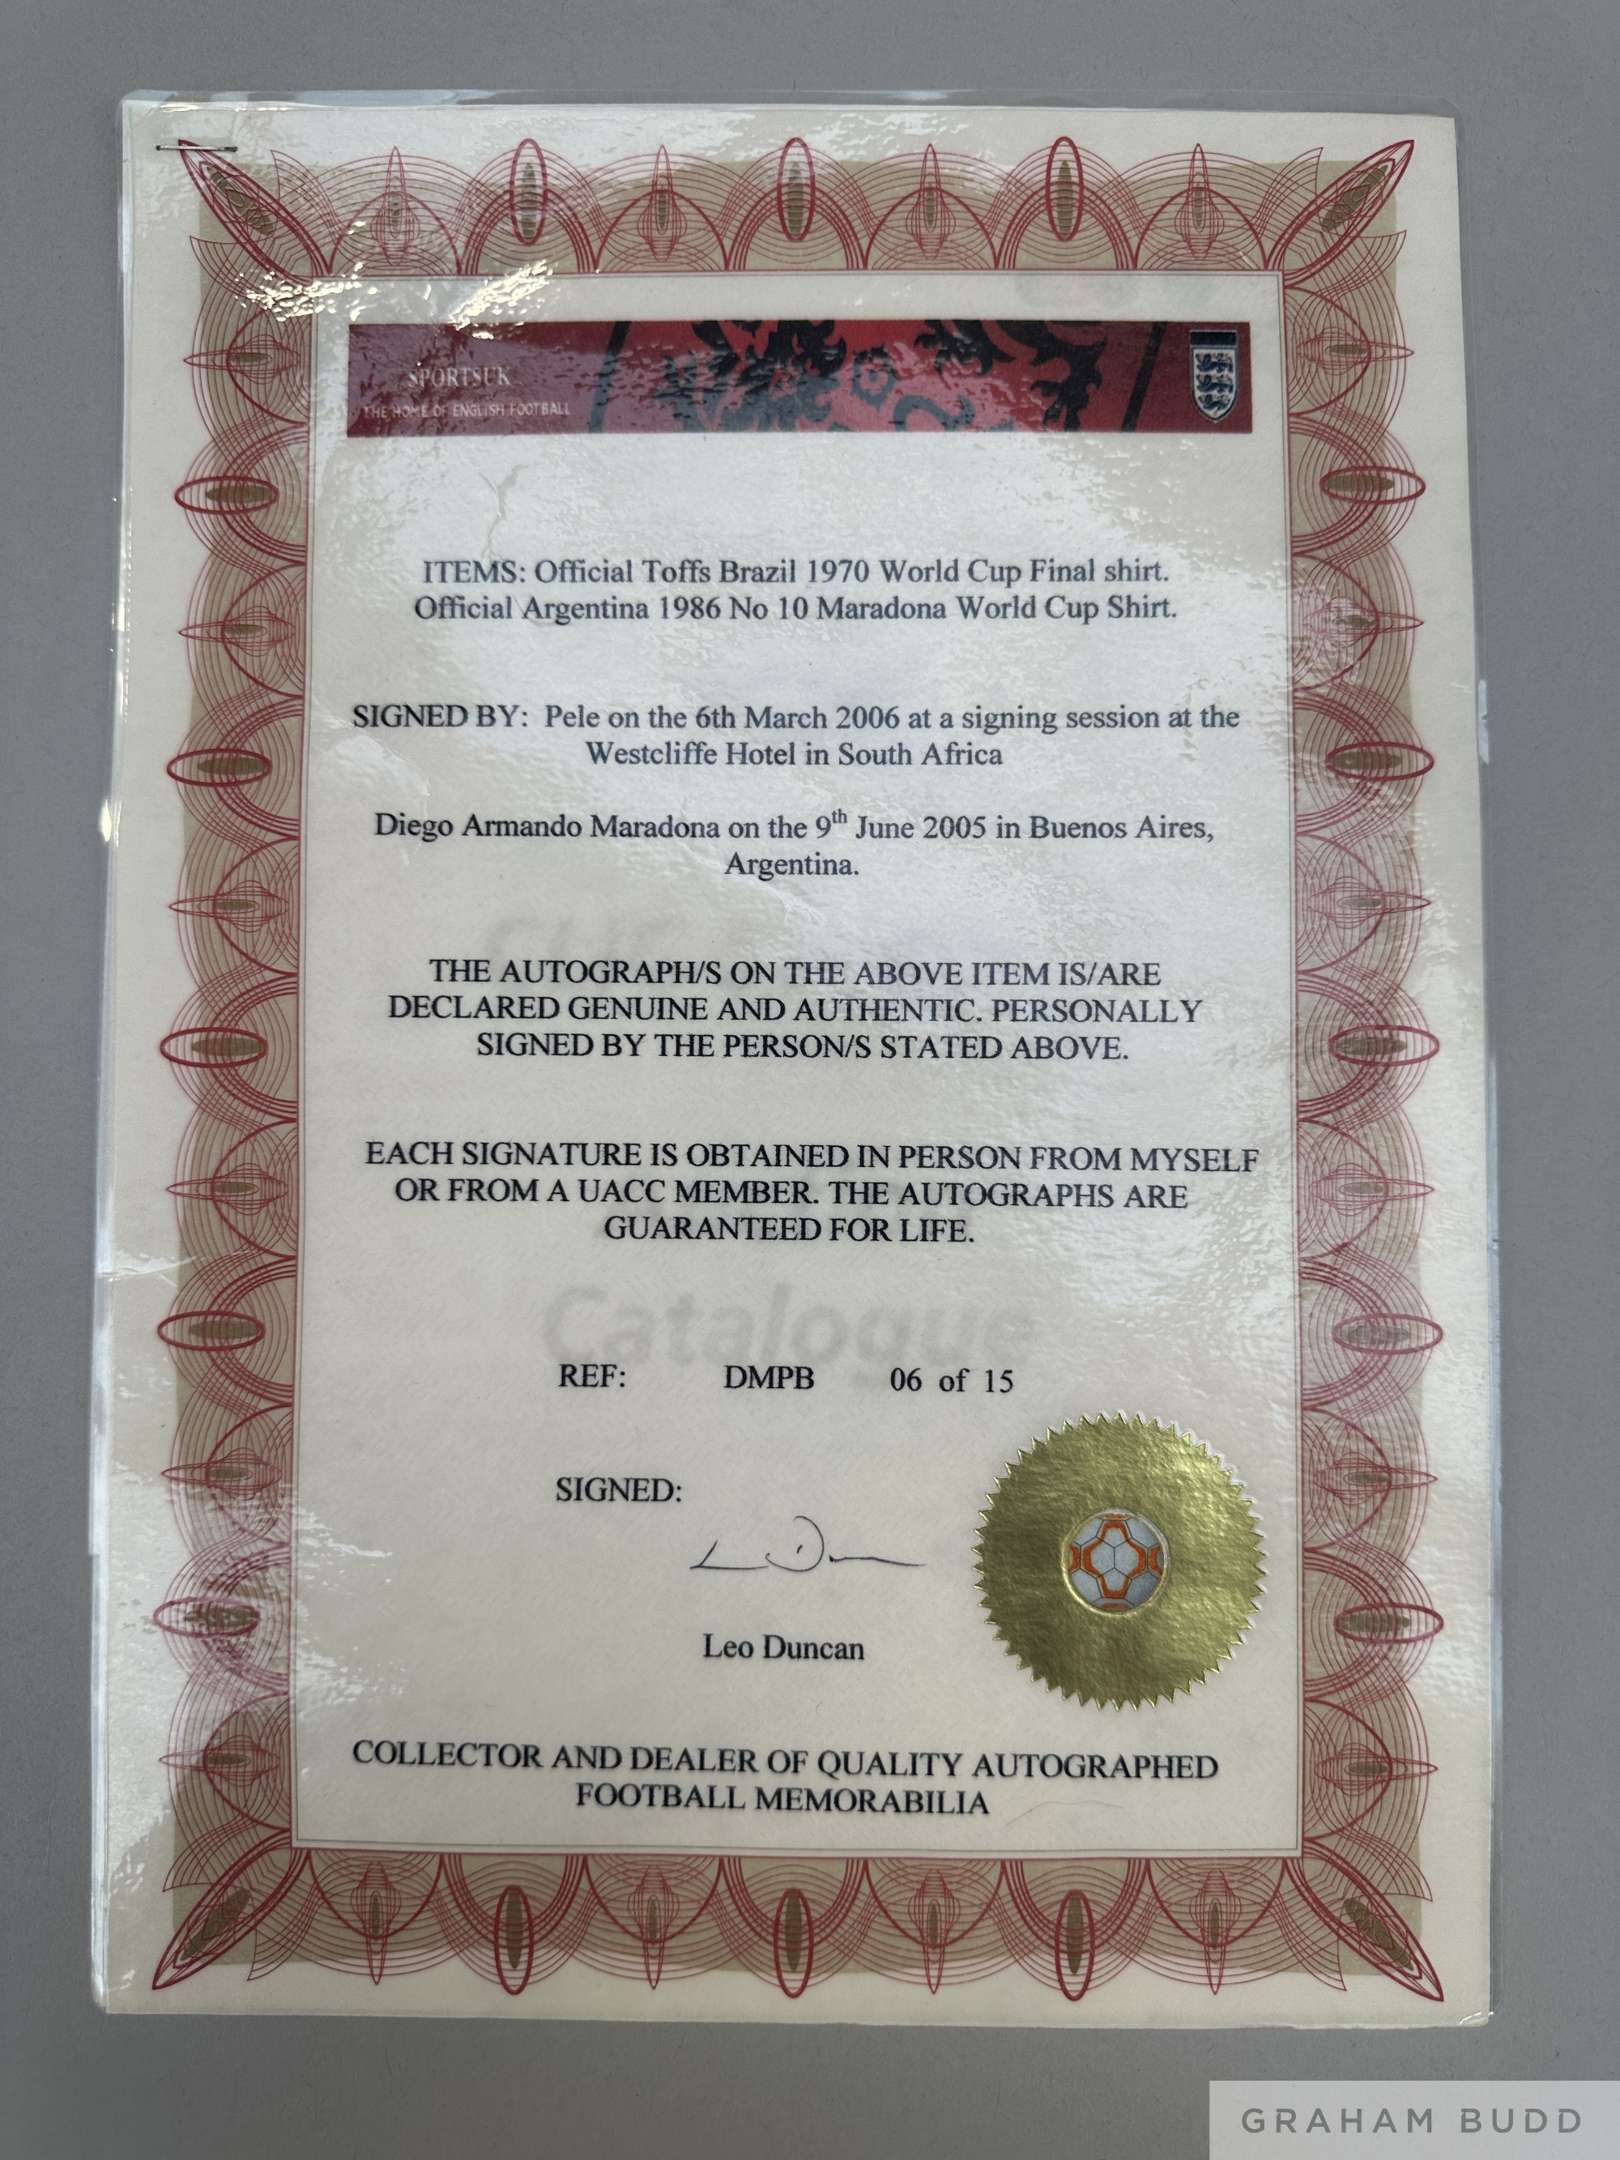 SPORTSUK
THE HOME OF ENGLISH FOOTBALL
ITEMS: Official Toffs Brazil 1970 World Cup Final shirt.
Official Argentina 1986 No 10 Maradona World Cup Shirt.
SIGNED BY: Pele on the 6th March 2006 at a signing session at the
Westcliffe Hotel in South Africa
Diego Armando Maradona on the 9th June 2005 in Buenos Aires,
Argentina.
THE AUTOGRAPH/S ON THE ABOVE ITEM IS/ARE
DECLARED GENUINE AND AUTHENTIC. PERSONALLY
SIGNED BY THE PERSON/S STATED ABOVE.
EACH SIGNATURE IS OBTAINED IN PERSON FROM MYSELF
OR FROM A UACC MEMBER. THE AUTOGRAPHS ARE
GUARANTEED FOR LIFE.
Catalogue
REF: DMPB 06 of 15
SIGNED:
Leo Duncan
COLLECTOR AND DEALER OF QUALITY AUTOGRAPHED
FOOTBALL MEMORABILIA
GRAHAM BUDD